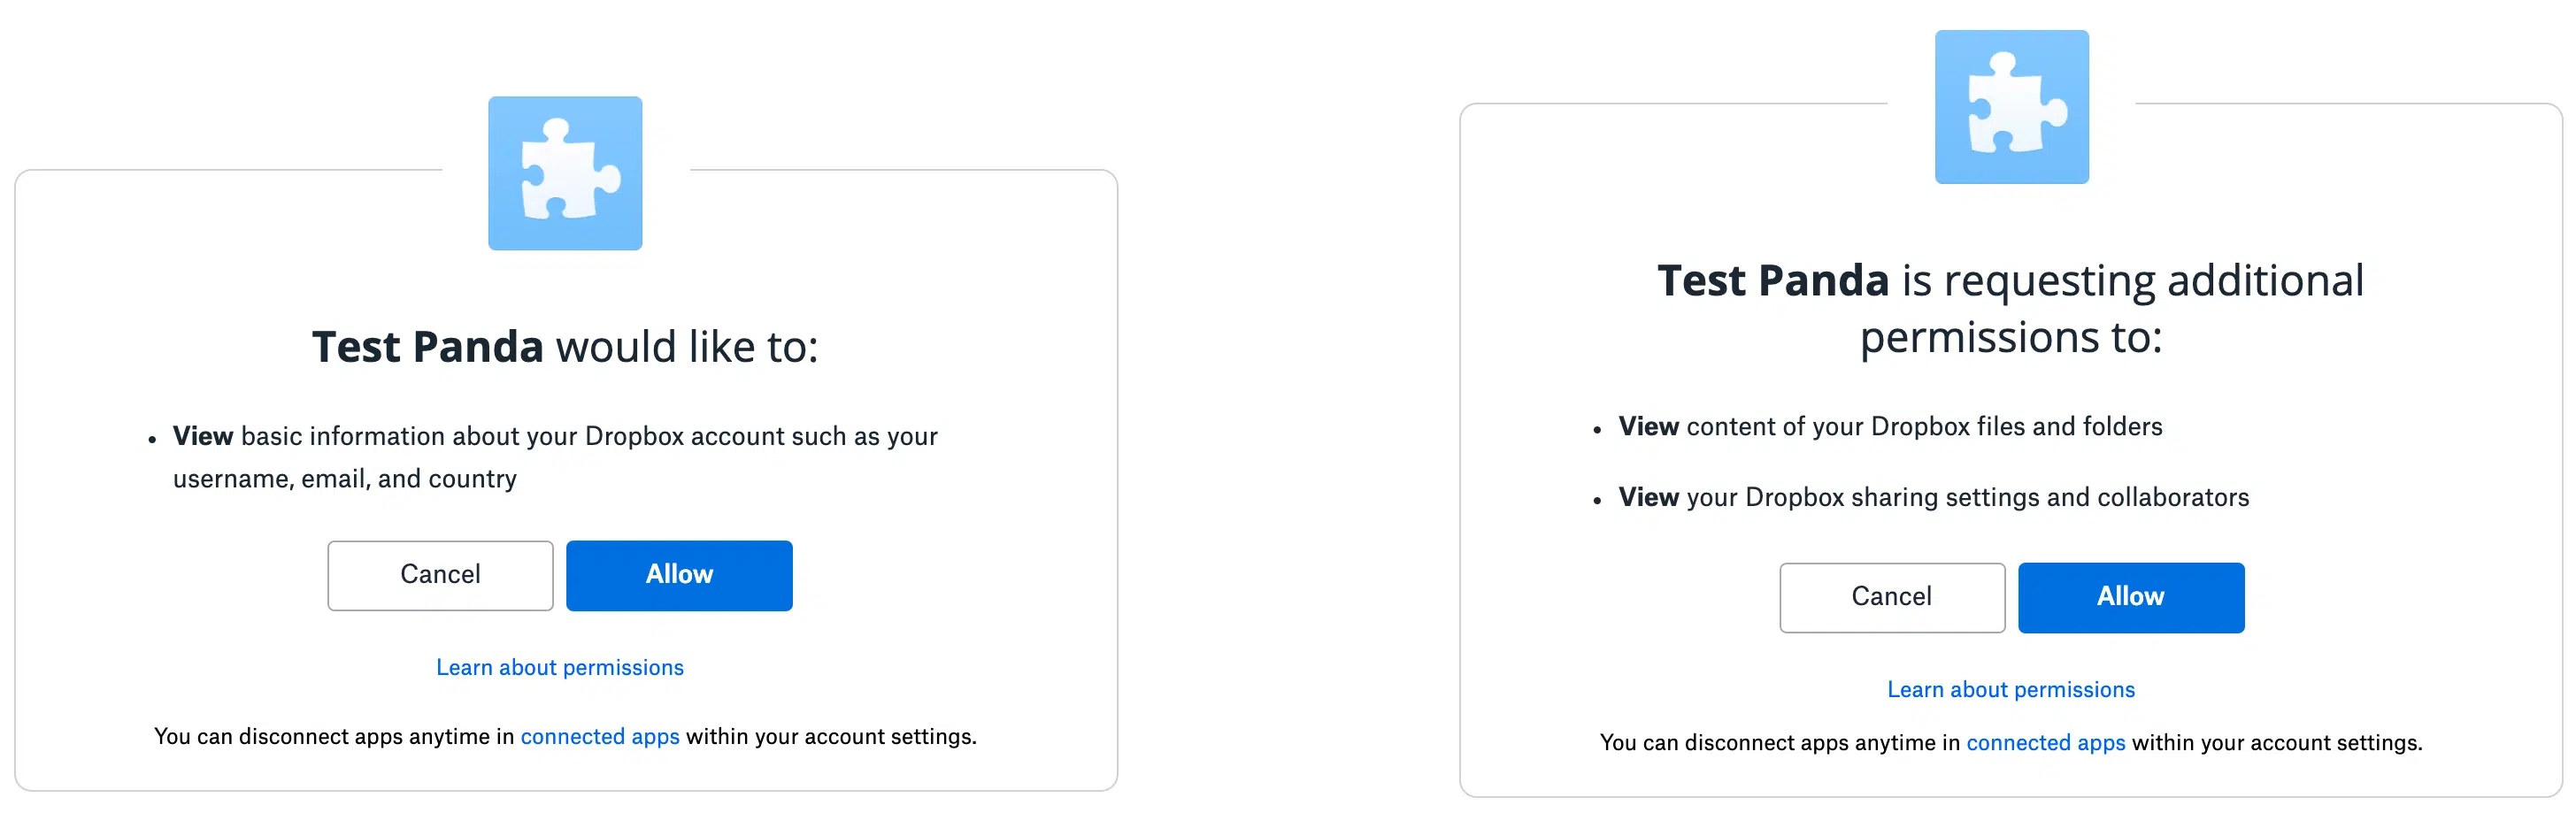 Test Panda would like to:
• View basic information about your Dropbox account such as your
username, email, and country
Cancel
Allow
Learn about permissions
You can disconnect apps anytime in connected apps within your account settings.
Test Panda is requesting additional
permissions to:
• View content of your Dropbox files and folders
• View your Dropbox sharing settings and collaborators
Cancel
Allow
Learn about permissions
You can disconnect apps anytime in connected apps within your account settings.